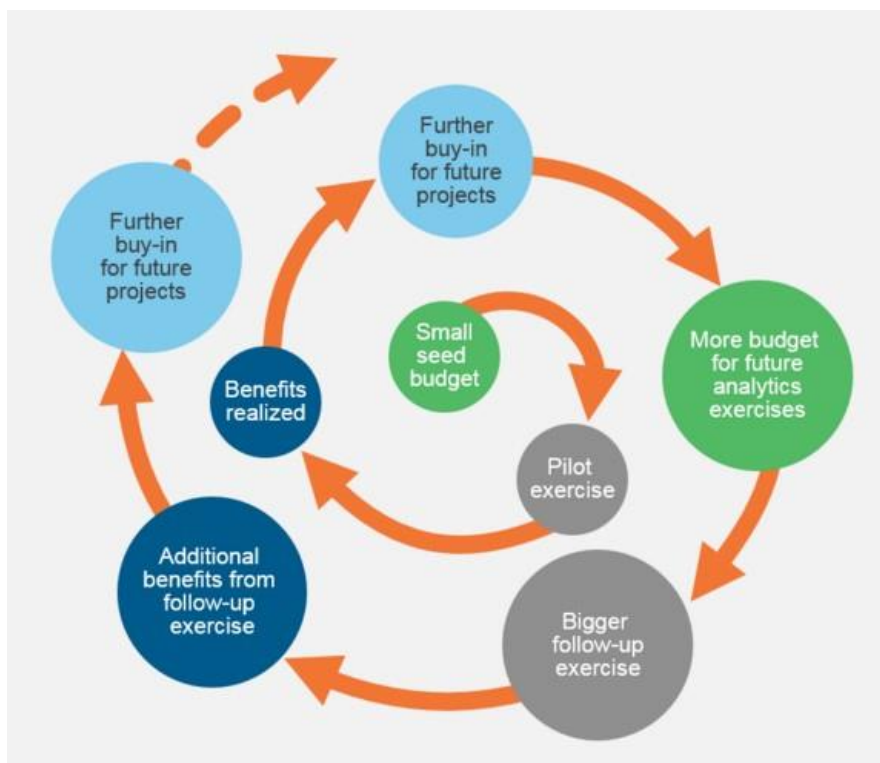 Further
buy-in
for future
projects
Further
buy-in
for future
projects
Small
seed
budget
More budget
for future
analytics
exercises
Benefits
realized
Pilot
exercise
Additional
benefits from
follow-up
exercise
Bigger
follow-up
exercise